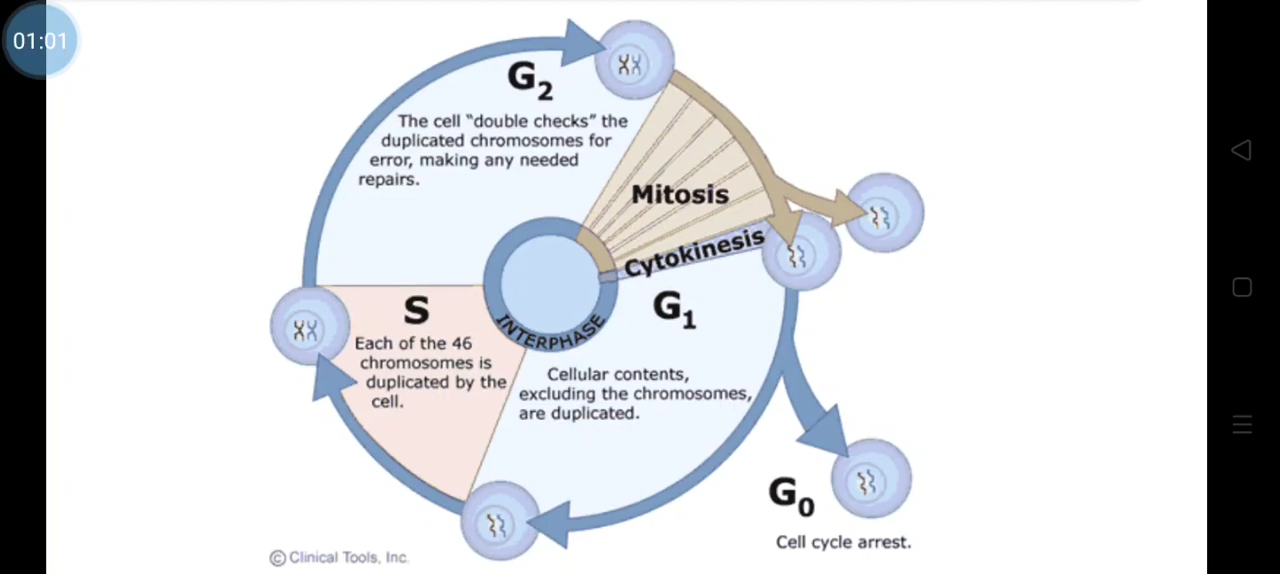 01:01
G2
The cell “double checks” the
duplicated chromosomes for
error, making any needed
repairs.
Mitosis
Cytokinesis
INTERPHASE
S
Each of the 46
chromosomes is
duplicated by the
cell.
G1
Cellular contents,
excluding the chromosomes,
are duplicated.
G0
Cell cycle arrest.
© Clinical Tools, Inc.